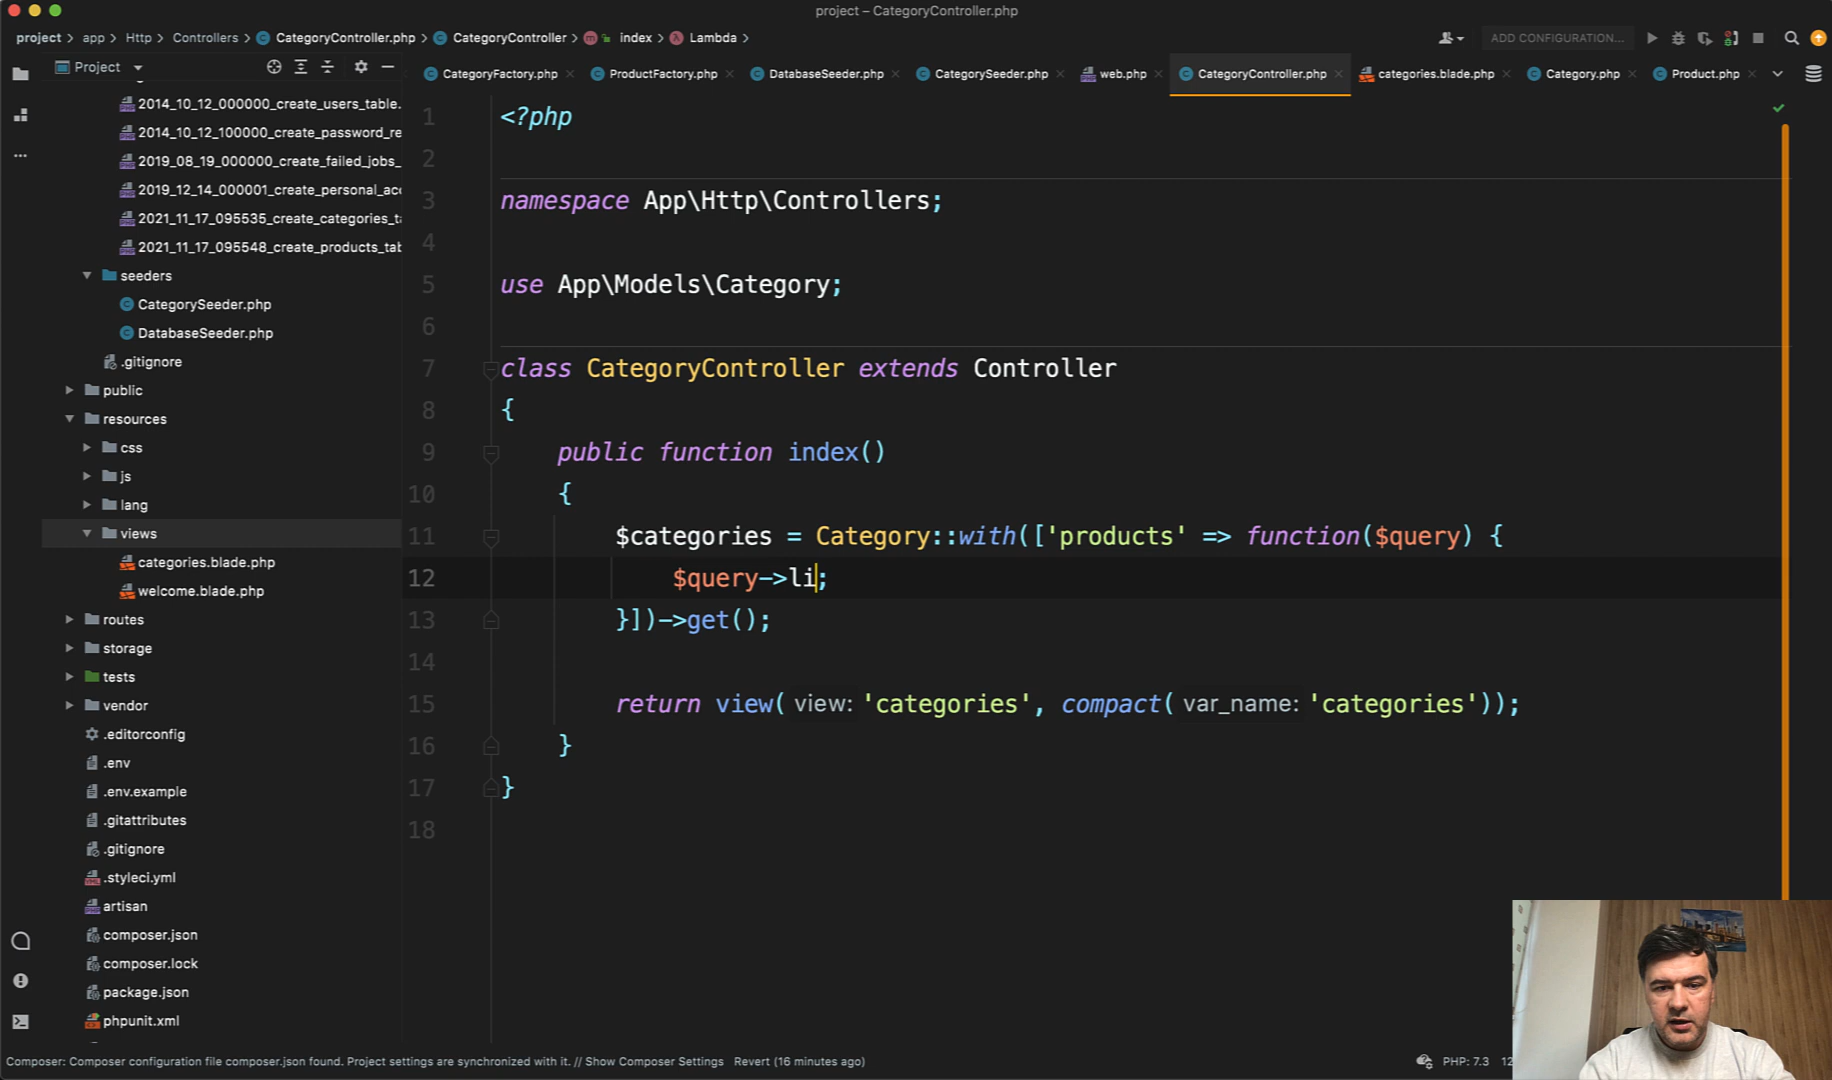 project – CategoryController.php
project > app > Http > Controllers > CategoryController.php > CategoryController > index > Lambda >
ADD CONFIGURATION...
Project
CategoryFactory.php
ProductFactory.php
DatabaseSeeder.php
CategorySeeder.php
web.php
CategoryController.php
categories.blade.php
Category.php
Product.php
2014_10_12_000000_create_users_table.
2014_10_12_100000_create_password_re
2019_08_19_000000_create_failed_jobs_
2019_12_14_000001_create_personal_acc
2021_11_17_095535_create_categories_ta
2021_11_17_095548_create_products_tab
seeders
CategorySeeder.php
DatabaseSeeder.php
.gitignore
public
resources
css
js
lang
views
categories.blade.php
welcome.blade.php
routes
storage
tests
vendor
.editorconfig
.env
.env.example
.gitattributes
.gitignore
.styleci.yml
artisan
composer.json
composer.lock
package.json
phpunit.xml
1 <?php
2
3 namespace App\Http\Controllers;
4
5 use App\Models\Category;
6
7 class CategoryController extends Controller
8 {
9 public function index()
10 {
11 $categories = Category::with(['products' => function($query) {
12 $query->li;
13 }])->get();
14
15 return view( view: 'categories', compact( var_name: 'categories'));
16 }
17 }
18
Composer: Composer configuration file composer.json found. Project settings are synchronized with it. // Show Composer Settings Revert (16 minutes ago)
PHP: 7.3